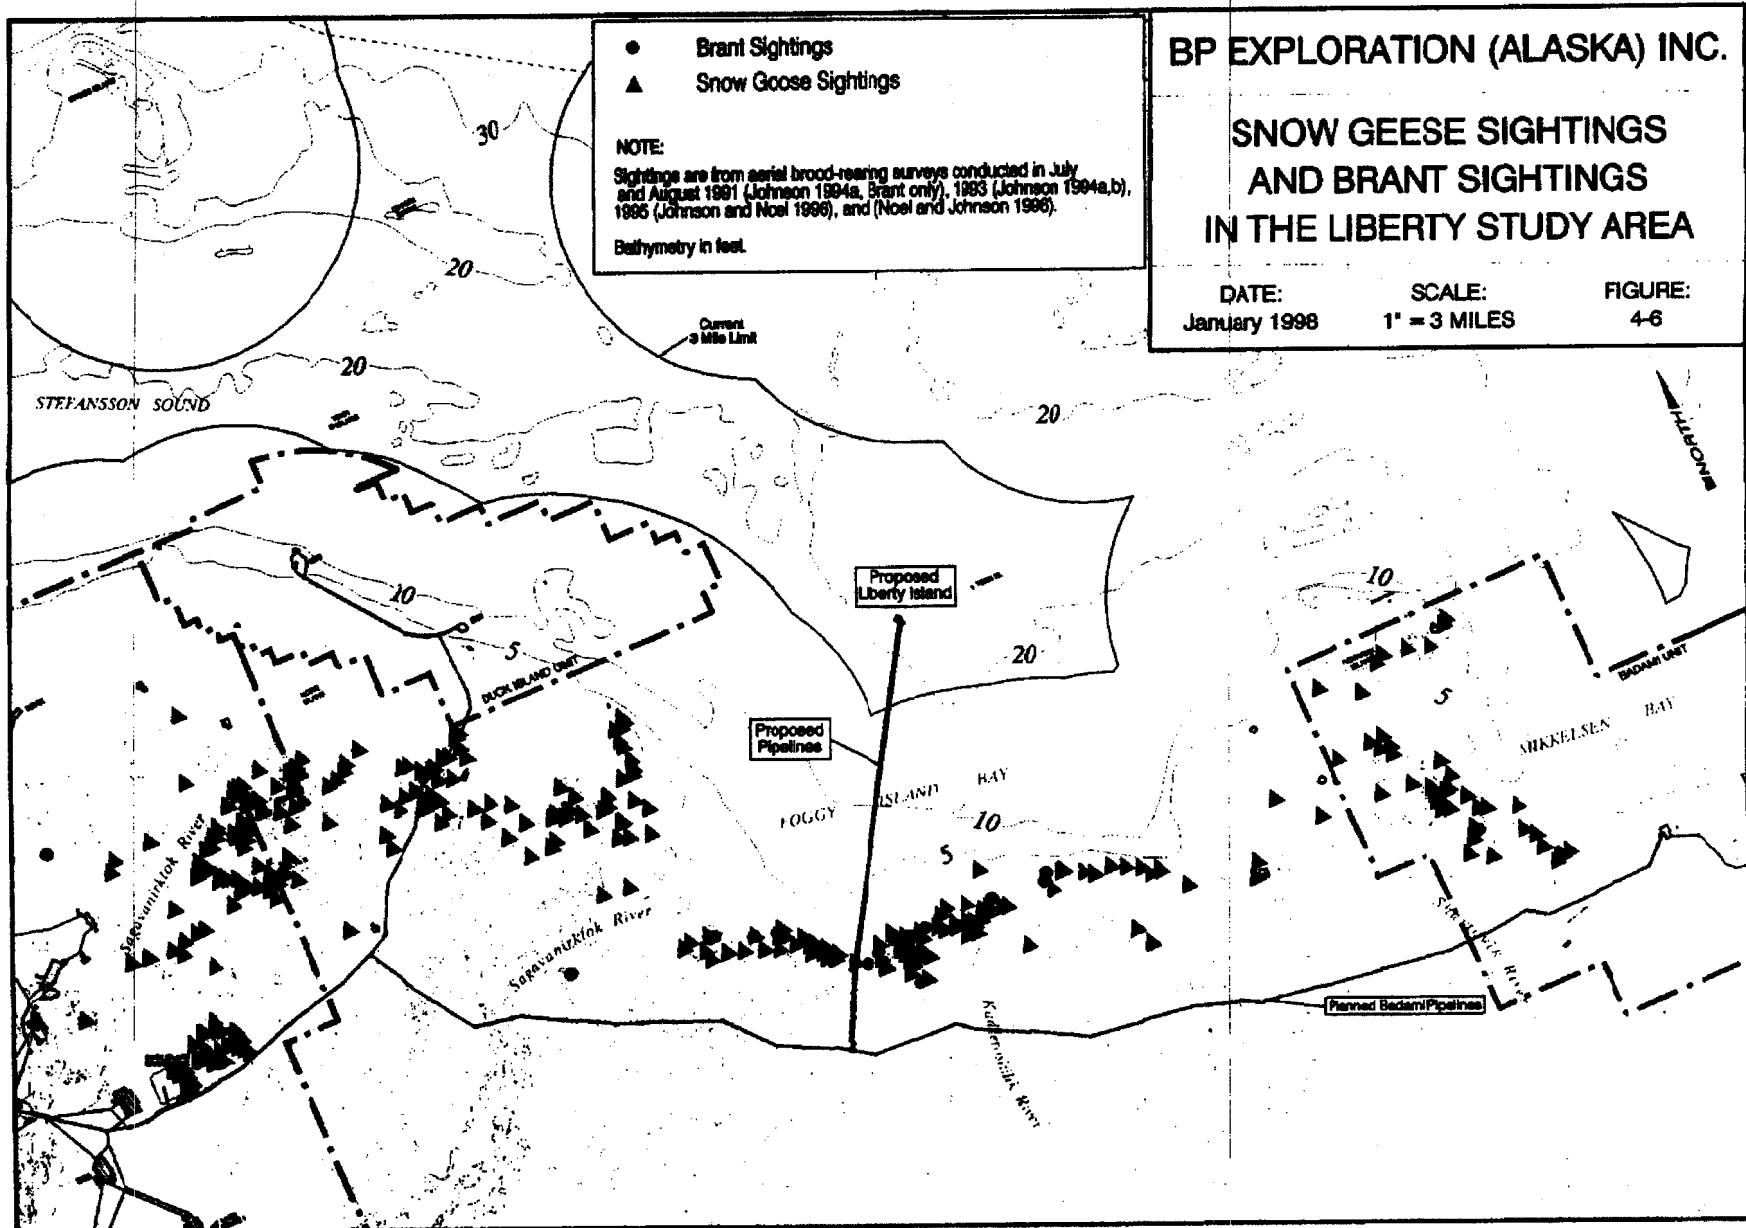 Brant Sightings
Snow Goose Sightings
NOTE:
Sightings are from aerial brood-rearing surveys conducted in July
and August 1991 (Johnson 1994a, Brant only), 1993 (Johnson 1994a,b),
1995 (Johnson and Noel 1996), and (Noel and Johnson 1996).
Bathymetry in feet.
BP EXPLORATION (ALASKA) INC.
SNOW GEESE SIGHTINGS
AND BRANT SIGHTINGS
IN THE LIBERTY STUDY AREA
DATE:
January 1998
SCALE:
1" = 3 MILES
FIGURE:
4-6
30
20
Current
3 Mile Limit
20
STEFANSSON SOUND
20
NORTH
10
Proposed
Liberty Island
10
5
20
DUCK ISLAND UNIT
BADAMI UNIT
5
MIKKELSEN BAY
Proposed
Pipelines
FOGGY ISLAND BAY
10
5
Sagavanirktok River
Sagavanirktok River
Planned Badami Pipelines
River
River